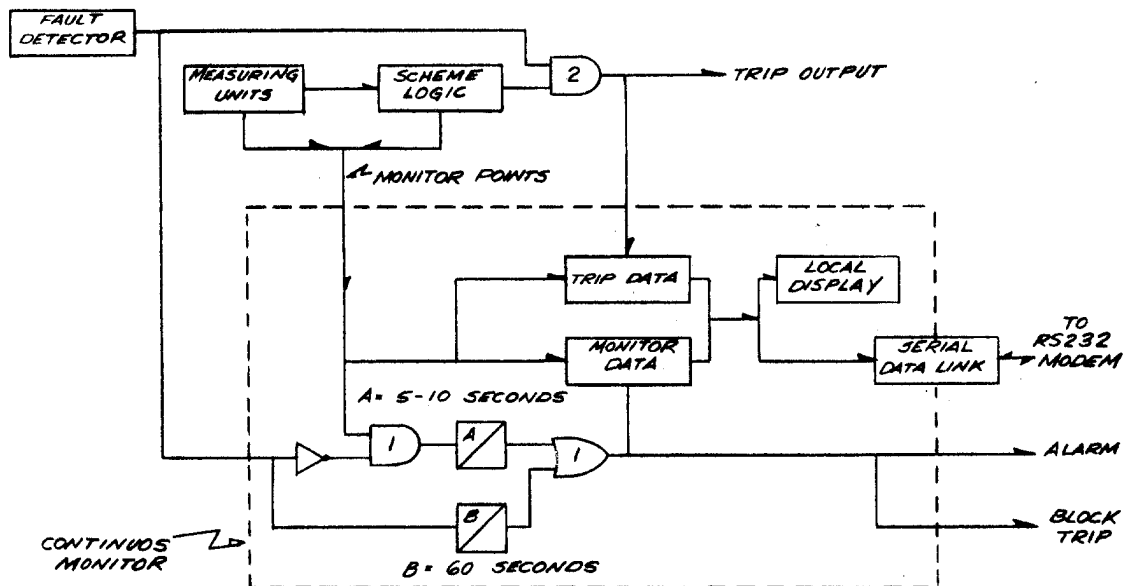 FAULT
DETECTOR
MEASURING
UNITS
SCHEME
LOGIC
2
TRIP OUTPUT
MONITOR POINTS
TRIP DATA
LOCAL
DISPLAY
MONITOR
DATA
SERIAL
DATA LINK
TO
RS232
MODEM
A= 5-10 SECONDS
1
A
1
ALARM
B
BLOCK
TRIP
CONTINUOS
MONITOR
B= 60 SECONDS